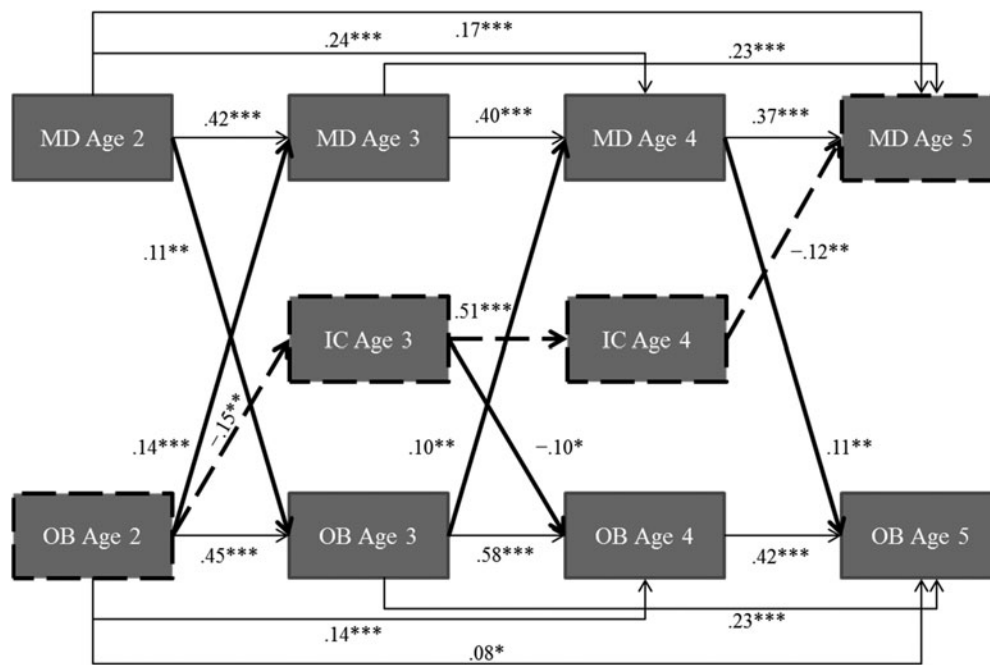 .17***
.24***
.23***
MD Age 2
.42***
MD Age 3
.40***
MD Age 4
.37***
MD Age 5
.11**
−.12**
IC Age 3
.51***
IC Age 4
.14***
−.15**
.10**
−.10*
.11**
OB Age 2
.45***
OB Age 3
.58***
OB Age 4
.42***
OB Age 5
.14***
.23***
.08*